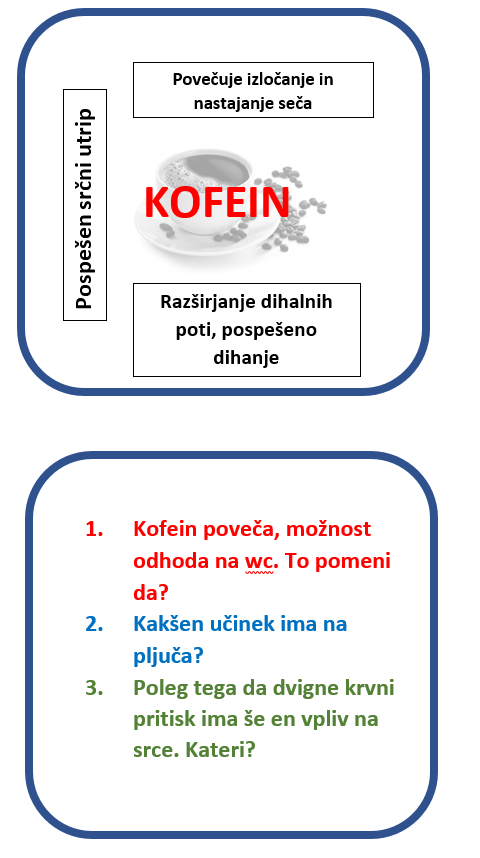 Povečuje izločanje in
nastajanje seča
Pospešen srčni utrip
KOFEIN
Razširjanje dihalnih
poti, pospešeno
dihanje
1. Kofein poveča, možnost
odhoda na wc. To pomeni
da?
2. Kakšen učinek ima na
pljuča?
3. Poleg tega da dvigne krvni
pritisk ima še en vpliv na
srce. Kateri?